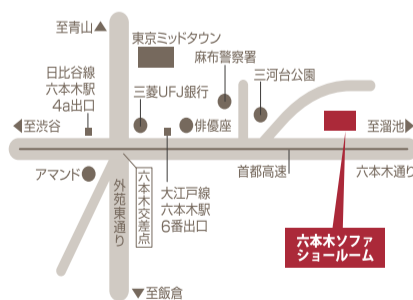 至青山▲
東京ミッドタウン
麻布警察署
日比谷線
六本木駅
4a出口
三菱UFJ銀行
三河台公園
俳優座
◀至渋谷
至溜池▶
アマンド
外苑東通り
六本木交差点
大江戸線
六本木駅
6番出口
首都高速
六本木通り
六本木ソファ
ショールーム
▼至飯倉